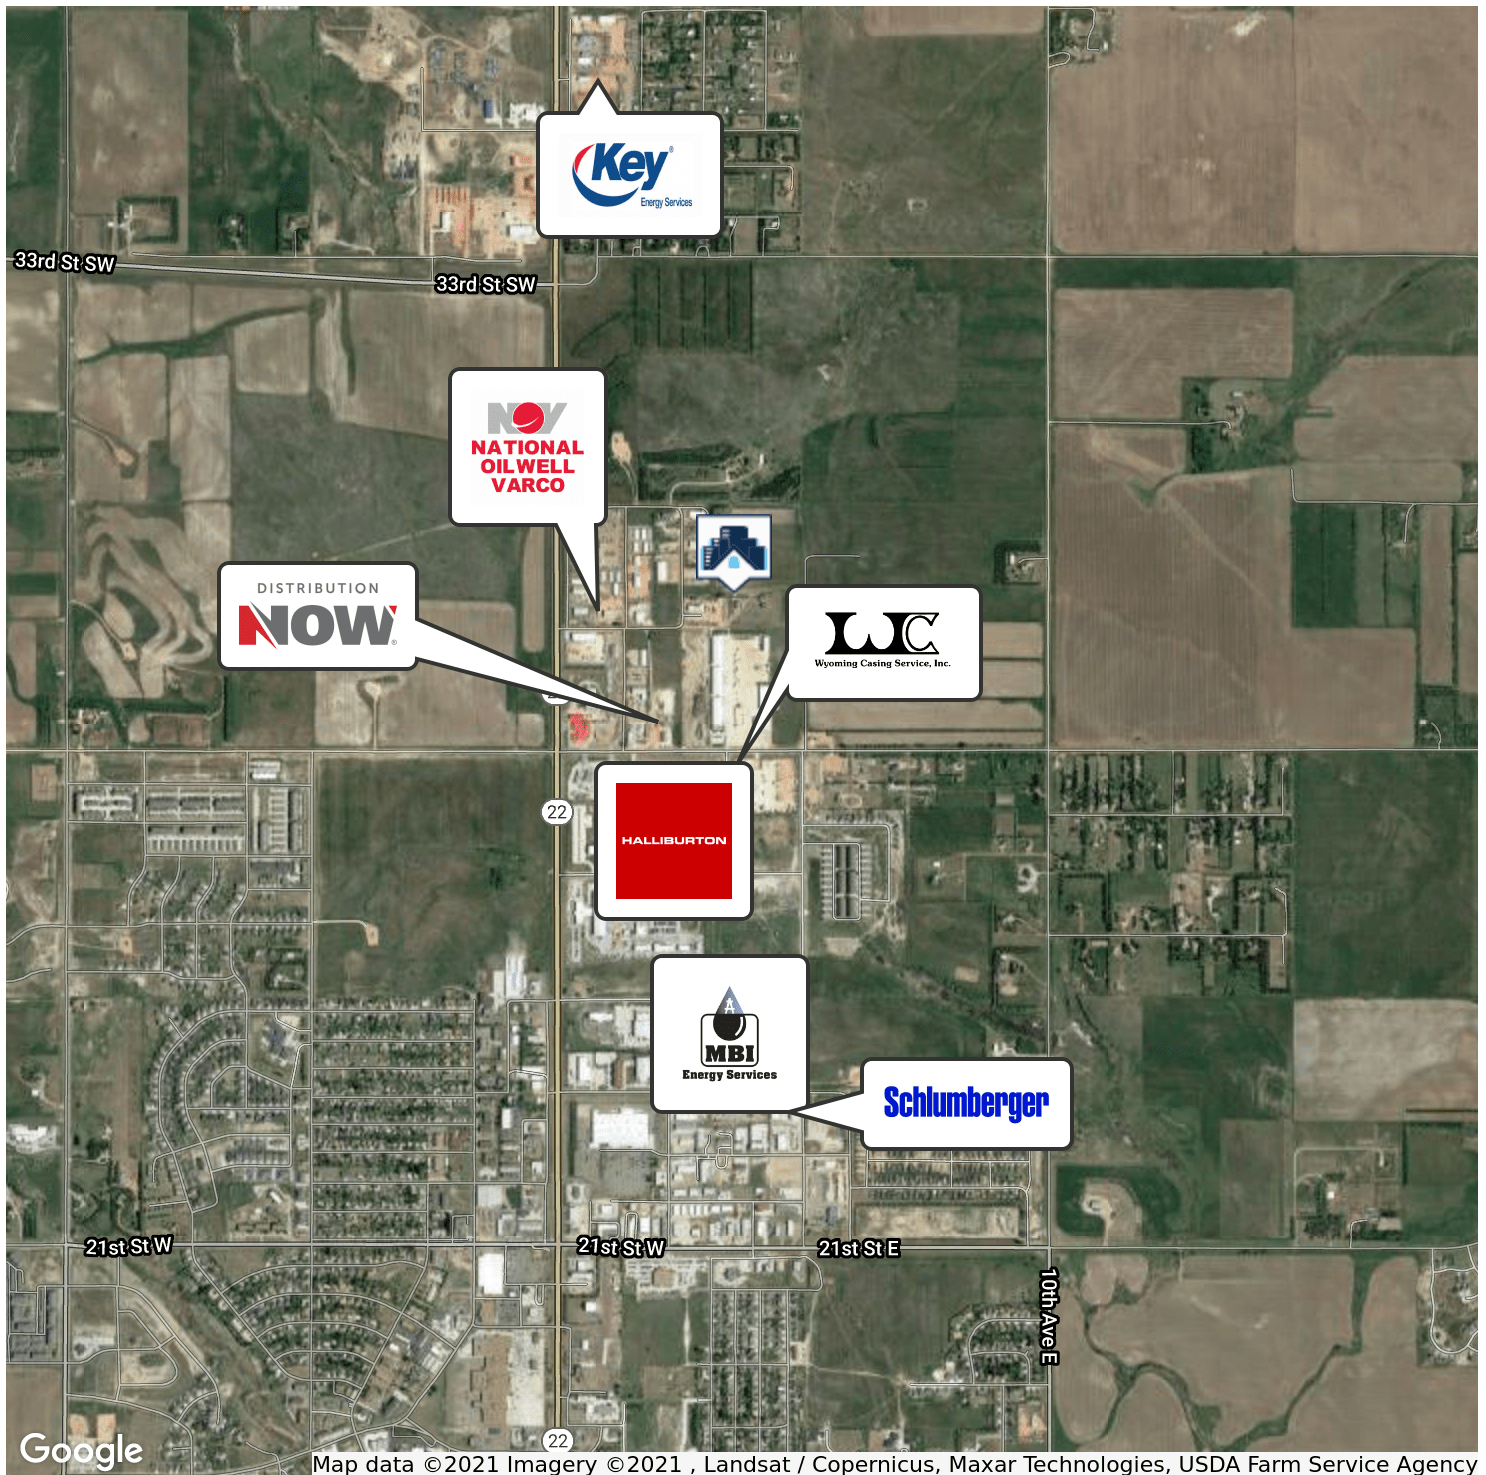 Key®
Energy Services
33rd St SW
33rd St SW
NOV
NATIONAL
OILWELL
VARCO
DISTRIBUTION
NOW®
WC
Wyoming Casing Service, Inc.
22
HALLIBURTON
MBI
Energy Services
Schlumberger
21st St W
21st St W
21st St E
10th Ave E
22
Google
Map data ©2021 Imagery ©2021 , Landsat / Copernicus, Maxar Technologies, USDA Farm Service Agency